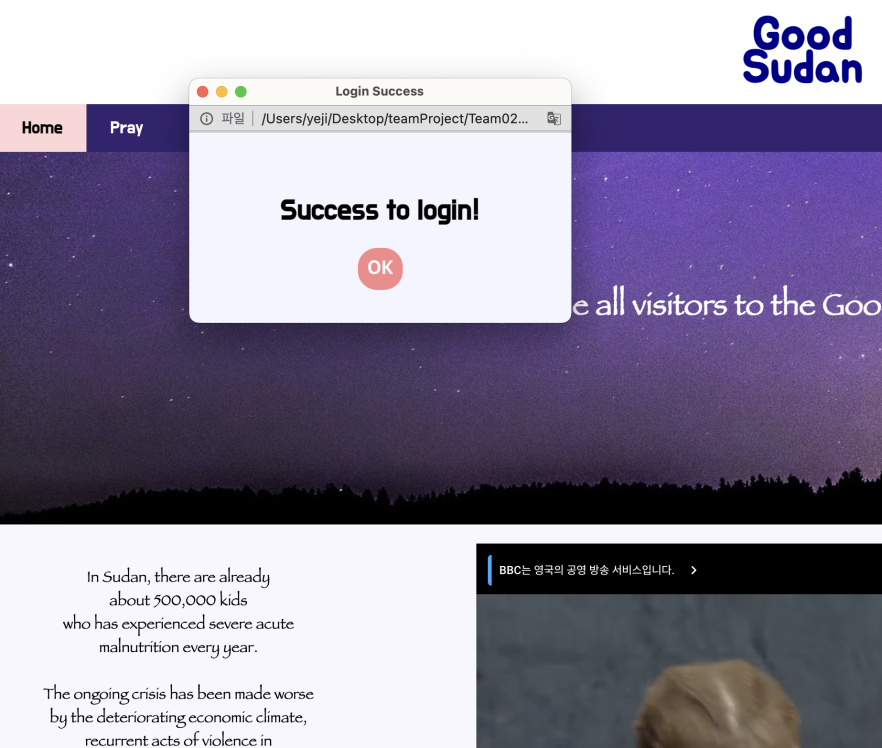 Good
Sudan
Login Success
파일 /Users/yeji/Desktop/teamProject/Team02...
Home
Pray
Success to login!
OK
e all visitors to the Goo
In Sudan, there are already
about 500,000 kids
who has experienced severe acute
malnutrition every year.
The ongoing crisis has been made worse
by the deteriorating economic climate,
recurrent acts of violence in
BBC는 영국의 공영 방송 서비스입니다.